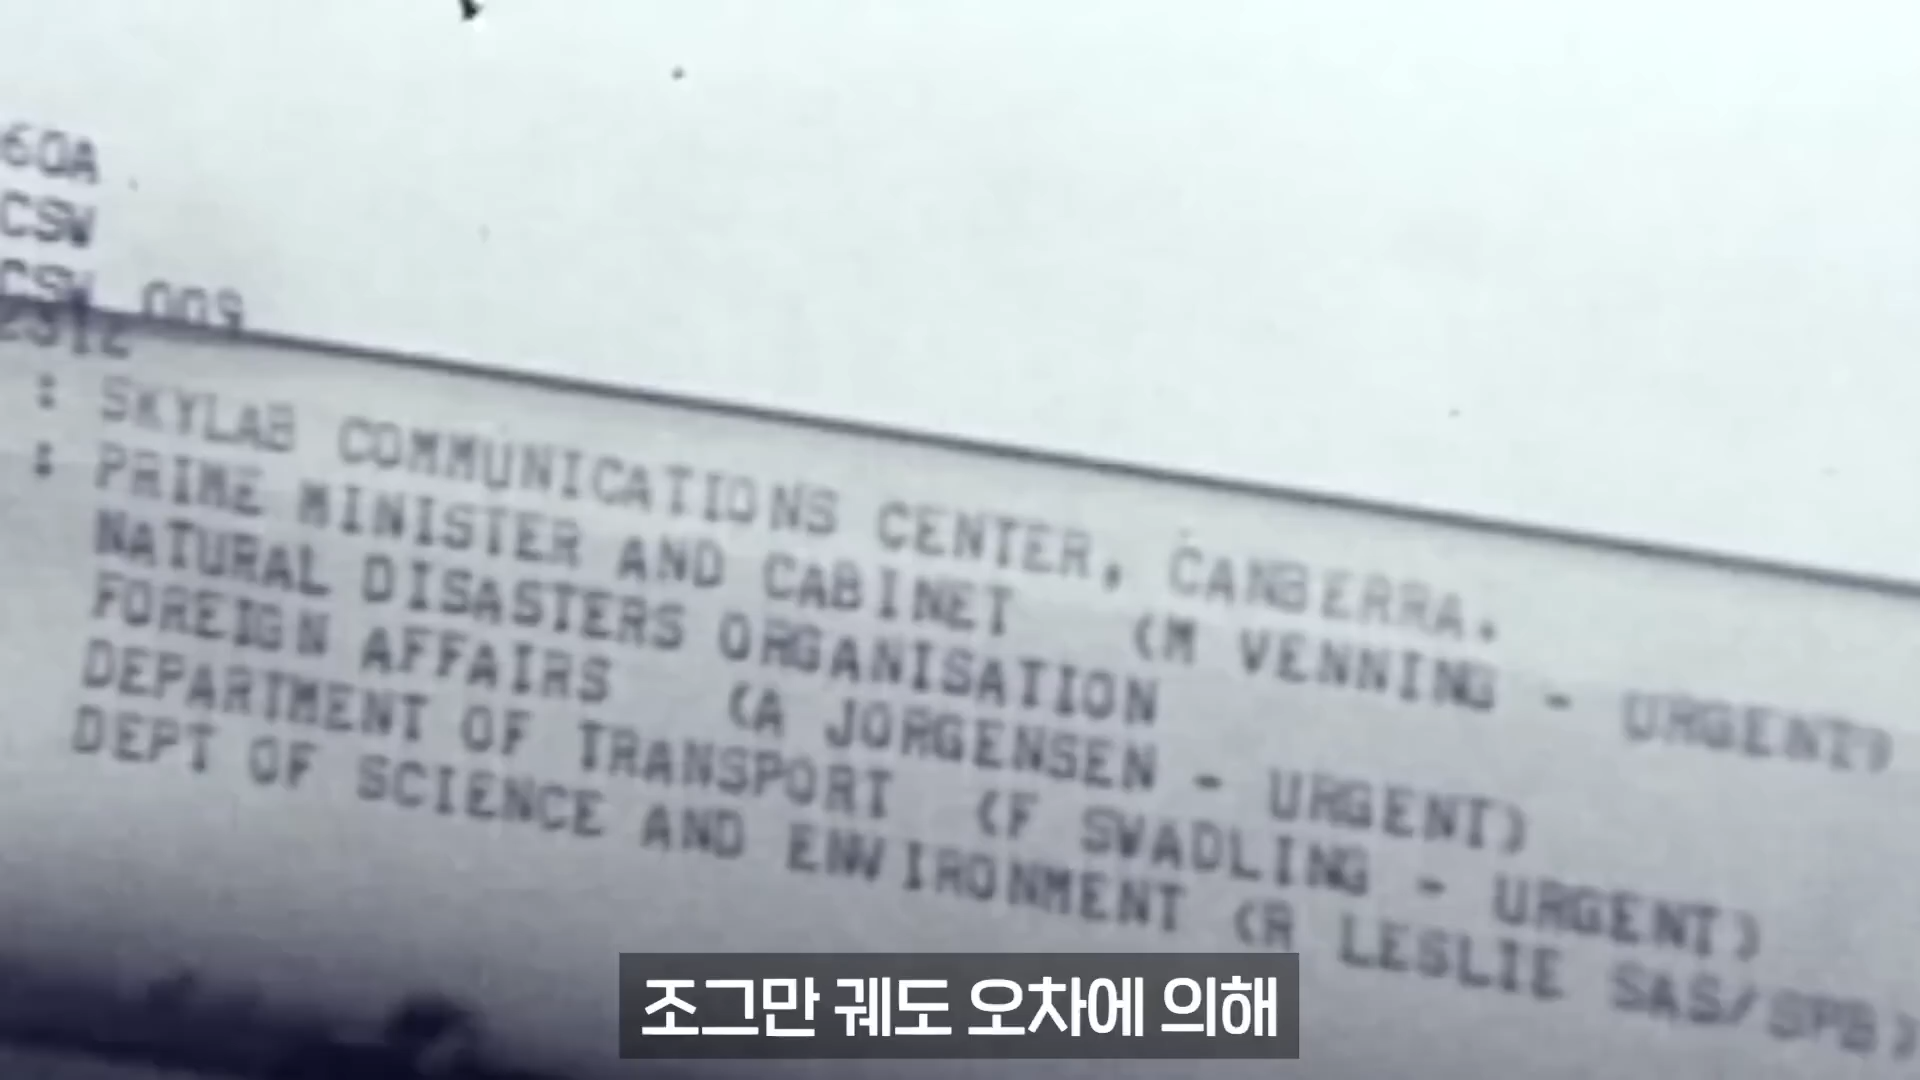 60A
CSW
CSW 009
2312
: SKYLAB COMMUNICATIONS CENTER, CANBERRA.
: PRIME MINISTER AND CABINET (M VENNING - URGENT)
NATURAL DISASTERS ORGANISATION
FOREIGN AFFAIRS (A JORGENSEN - URGENT)
DEPARTMENT OF TRANSPORT (F SWADLING - URGENT)
DEPT OF SCIENCE AND ENVIRONMENT (R LESLIE SAS/SPB)
조그만 궤도 오차에 의해